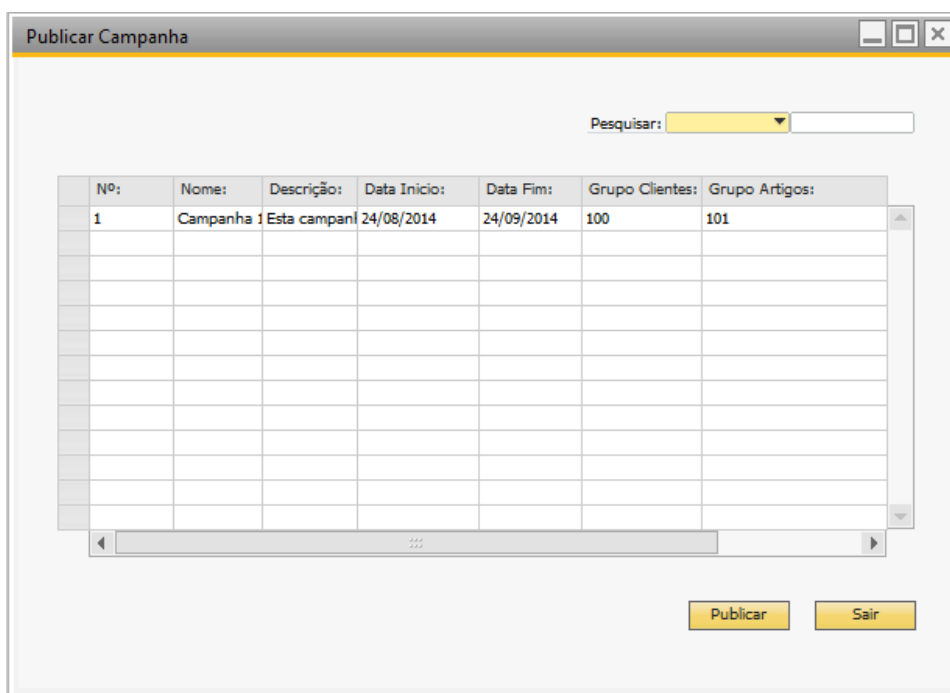 Publicar Campanha
Pesquisar:
Nº: Nome: Descrição: Data Inicio: Data Fim: Grupo Clientes: Grupo Artigos:
1 Campanha 1 Esta campanl 24/08/2014 24/09/2014 100 101
Publicar Sair